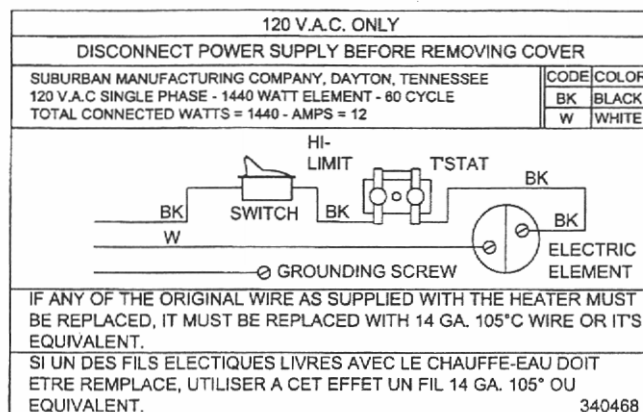 120 V.A.C. ONLY
DISCONNECT POWER SUPPLY BEFORE REMOVING COVER
SUBURBAN MANUFACTURING COMPANY, DAYTON, TENNESSEE
120 V.A.C SINGLE PHASE - 1440 WATT ELEMENT - 60 CYCLE
TOTAL CONNECTED WATTS = 1440 - AMPS = 12
CODE COLOR
BK BLACK
W WHITE
HI-
LIMIT T'STAT
BK
BK SWITCH BK BK
W
ELECTRIC
ELEMENT
GROUNDING SCREW
IF ANY OF THE ORIGINAL WIRE AS SUPPLIED WITH THE HEATER MUST
BE REPLACED, IT MUST BE REPLACED WITH 14 GA. 105°C WIRE OR IT'S
EQUIVALENT.
SI UN DES FILS ELECTIQUES LIVRES AVEC LE CHAUFFE-EAU DOIT
ETRE REMPLACE, UTILISER A CET EFFET UN FIL 14 GA. 105° OU
EQUIVALENT. 340468